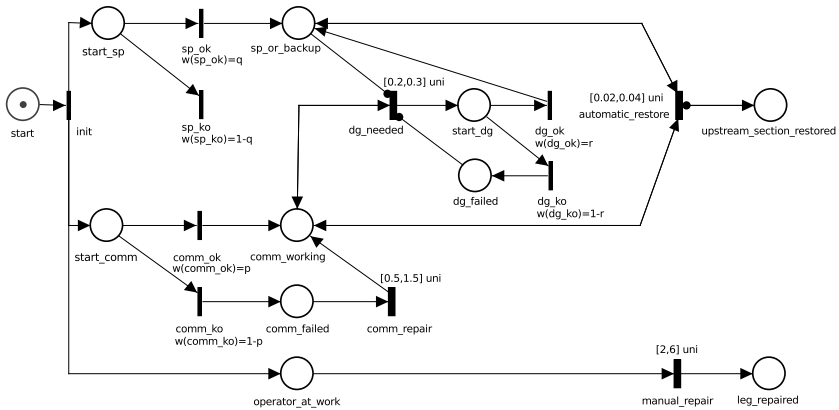 start_sp
sp_ok
w(sp_ok)=q
sp_or_backup
[0.2,0.3] uni
[0.02,0.04] uni
automatic_restore
start
init
sp_ko
w(sp_ko)=1-q
dg_needed
start_dg
dg_ok
w(dg_ok)=r
upstream_section_restored
dg_failed
dg_ko
w(dg_ko)=1-r
start_comm
comm_ok
w(comm_ok)=p
comm_working
[0.5,1.5] uni
comm_ko
w(comm_ko)=1-p
comm_failed
comm_repair
[2,6] uni
operator_at_work
manual_repair
leg_repaired